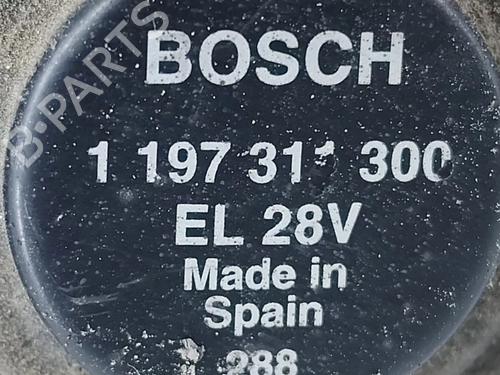 BOSCH
1 197 311 300
EL 28V
Made in
Spain
288
B-PARTS